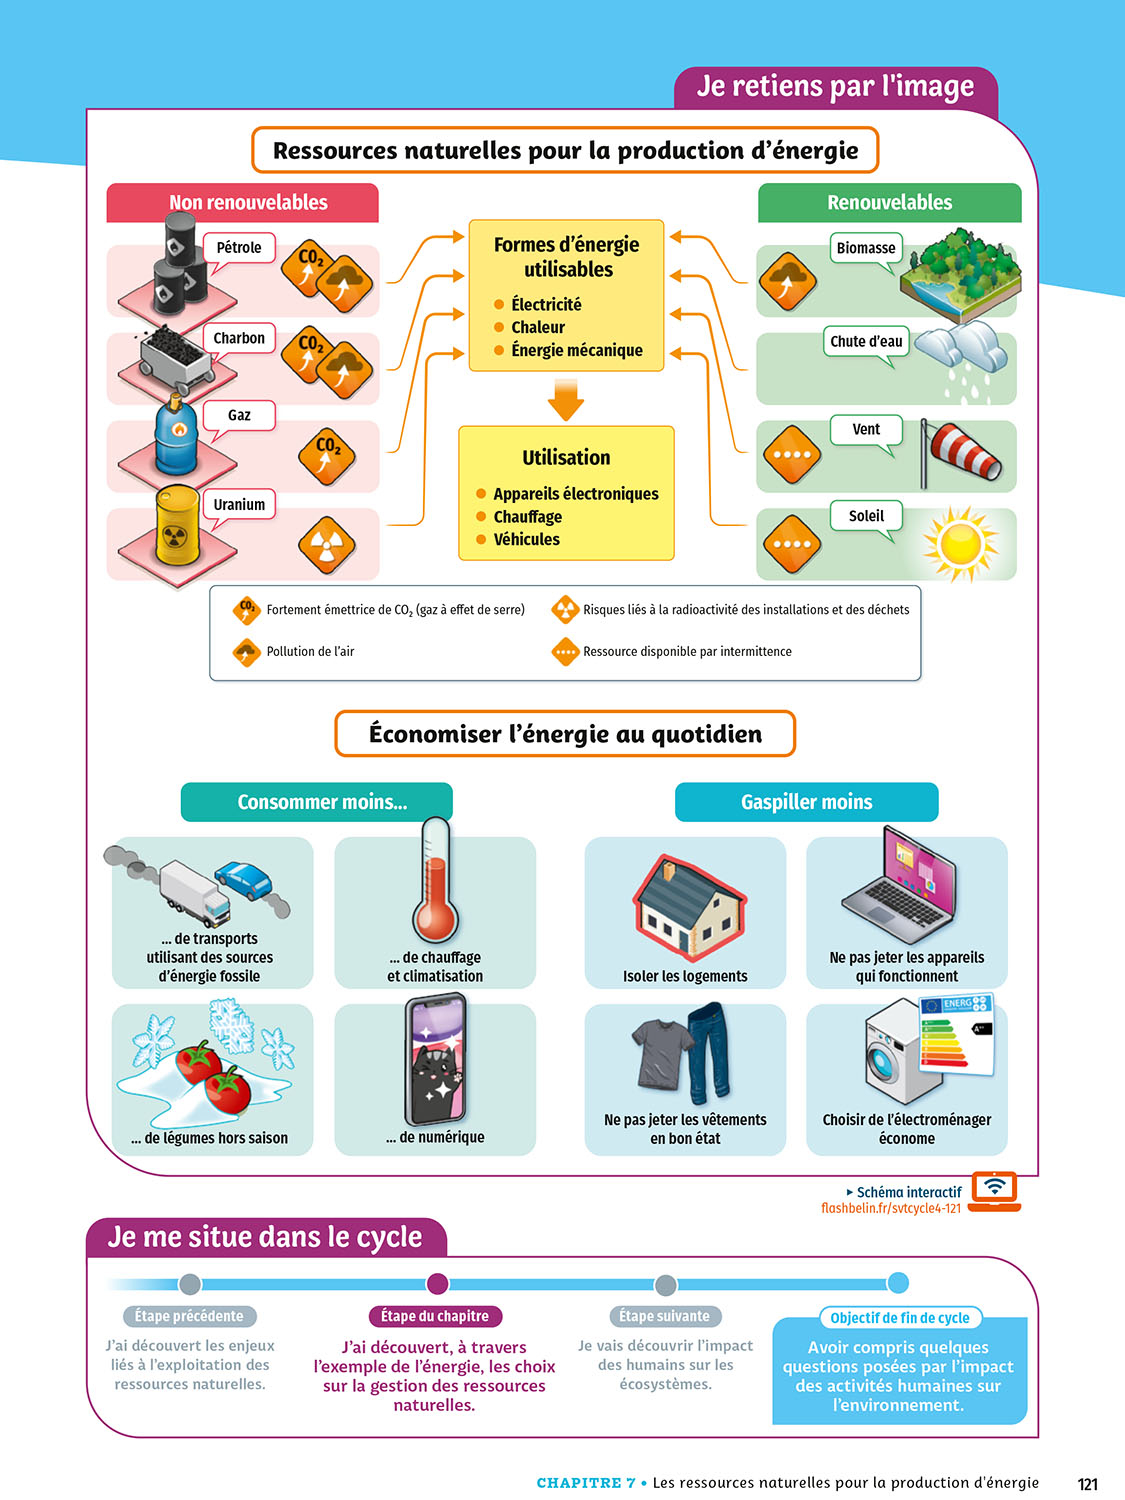 Je retiens par l'image
Ressources naturelles pour la production d'énergie
Non renouvelables
Pétrole
CO₂
Charbon
CO₂
Gaz
CO₂
Uranium
Formes d'énergie
utilisables
Électricité
Chaleur
Énergie mécanique
Utilisation
Appareils électroniques
Chauffage
Véhicules
Renouvelables
Biomasse
Chute d'eau
Vent
Soleil
CO₂
Fortement émettrice de CO₂ (gaz à effet de serre)
Risques liés à la radioactivité des installations et des déchets
Pollution de l'air
Ressource disponible par intermittence
Économiser l'énergie au quotidien
Consommer moins...
... de transports
utilisant des sources
d'énergie fossile
... de chauffage
et climatisation
... de légumes hors saison
... de numérique
Gaspiller moins
Isoler les logements
Ne pas jeter les appareils
qui fonctionnent
Ne pas jeter les vêtements
en bon état
ENERG
Choisir de l'électroménager
économe
▸ Schéma interactif
flashbelin.fr/svtcycle4-121
Je me situe dans le cycle
Étape précédente
J'ai découvert les enjeux
liés à l'exploitation des
ressources naturelles.
Étape du chapitre
J'ai découvert, à travers
l'exemple de l'énergie, les choix
sur la gestion des ressources
naturelles.
Étape suivante
Je vais découvrir l'impact
des humains sur les
écosystèmes.
Objectif de fin de cycle
Avoir compris quelques
questions posées par l'impact
des activités humaines sur
l'environnement.
CHAPITRE 7 • Les ressources naturelles pour la production d'énergie 121